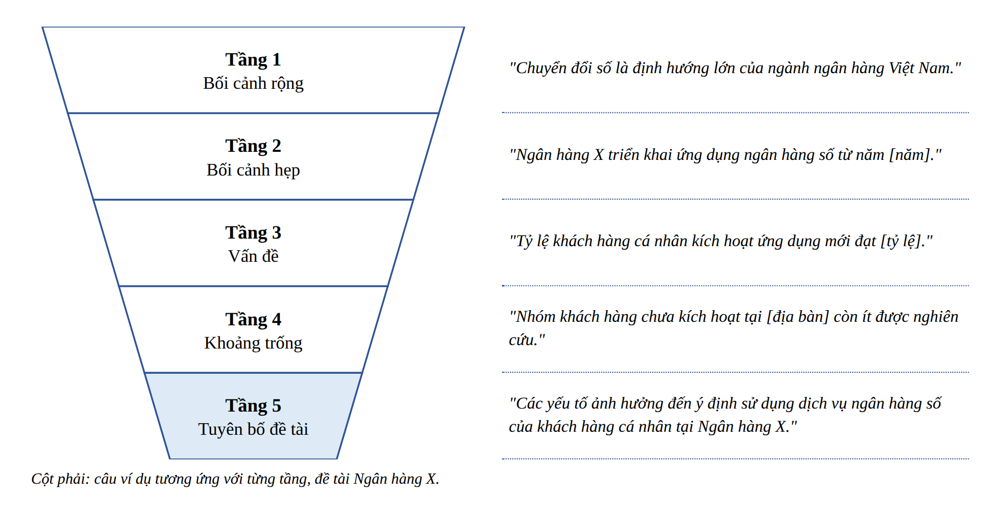 Tầng 1
Bối cảnh rộng
"Chuyển đổi số là định hướng lớn của ngành ngân hàng Việt Nam."
Tầng 2
Bối cảnh hẹp
"Ngân hàng X triển khai ứng dụng ngân hàng số từ năm [năm]."
Tầng 3
Vấn đề
"Tỷ lệ khách hàng cá nhân kích hoạt ứng dụng mới đạt [tỷ lệ]."
Tầng 4
Khoảng trống
"Nhóm khách hàng chưa kích hoạt tại [địa bàn] còn ít được nghiên
cứu."
Tầng 5
Tuyên bố đề tài
"Các yếu tố ảnh hưởng đến ý định sử dụng dịch vụ ngân hàng số
của khách hàng cá nhân tại Ngân hàng X."
Cột phải: câu ví dụ tương ứng với từng tầng, đề tài Ngân hàng X.